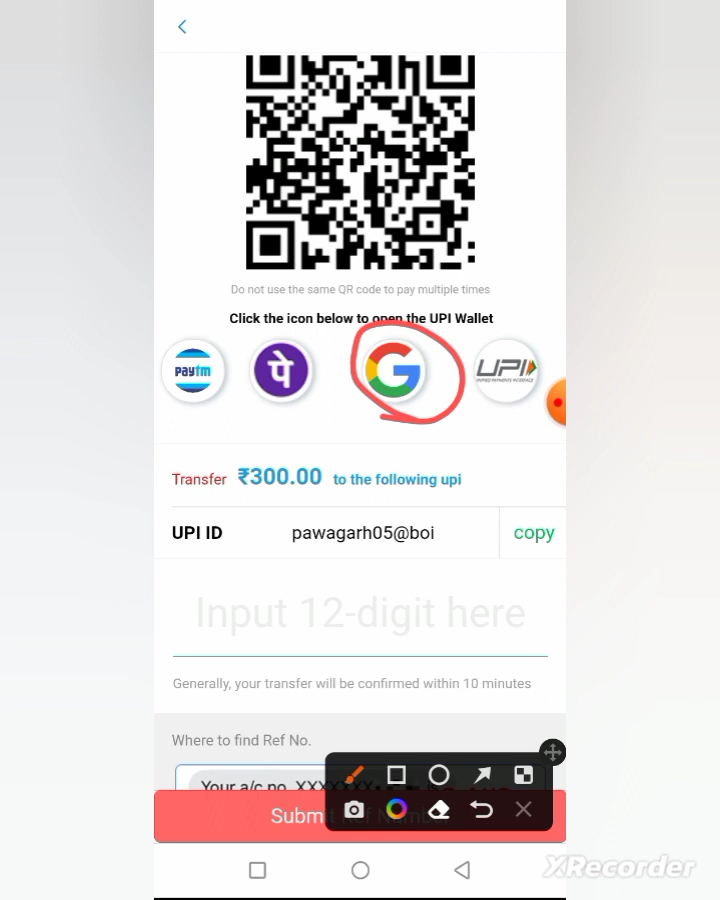 Do not use the same QR code to pay multiple times
Click the icon below to open the UPI Wallet
Paytm
पे
G
UPI
UNIFIED PAYMENTS INTERFACE
Transfer ₹300.00 to the following upi
UPI ID pawagarh05@boi copy
Input 12-digit here
Generally, your transfer will be confirmed within 10 minutes
Where to find Ref No.
Your a/c no. XXXXXXX
Submit Ref Number
XRecorder